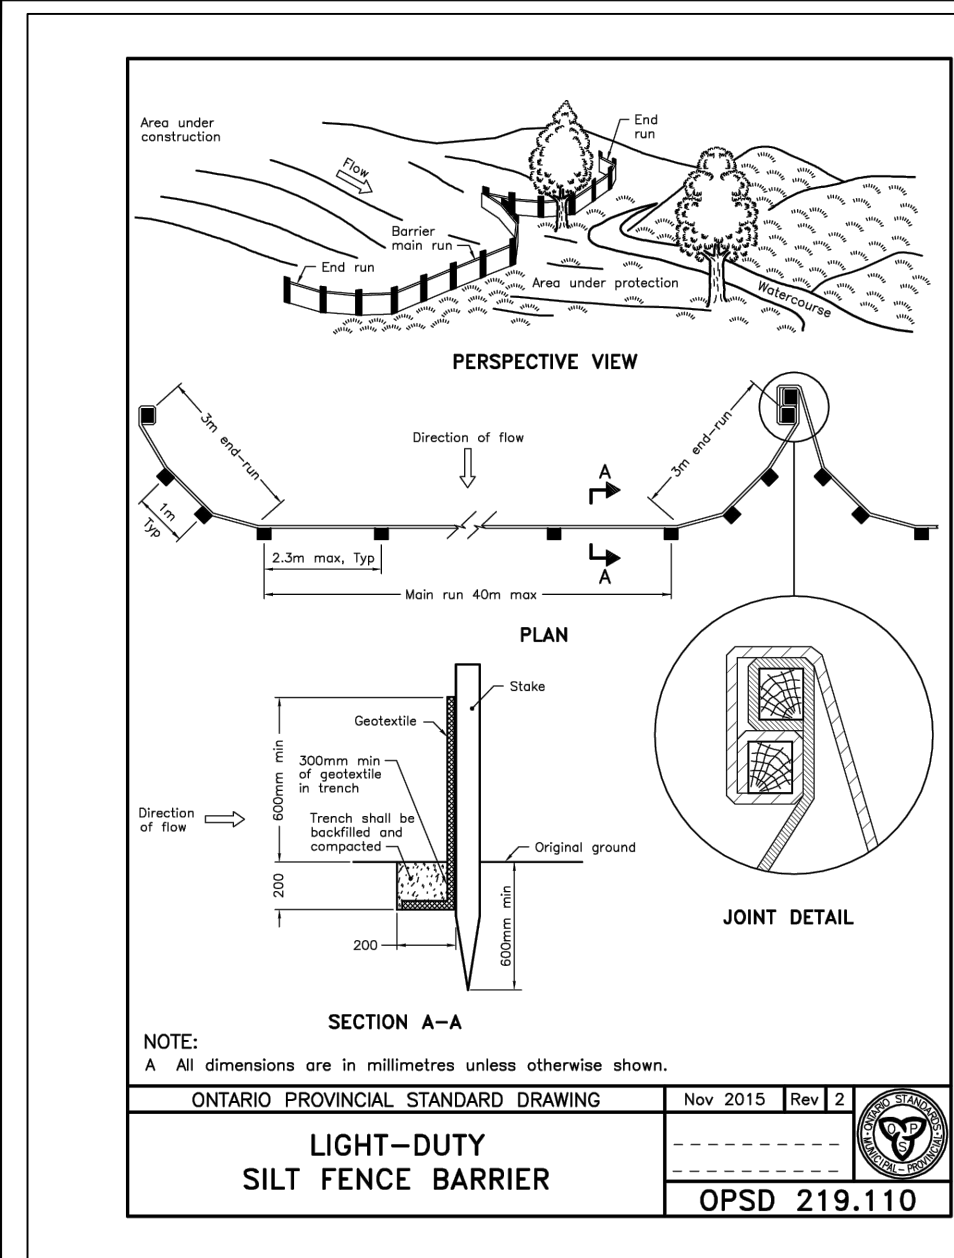 Area under
construction
End
run
Flow
Barrier
main run
End run
Area under protection
Watercourse
PERSPECTIVE VIEW
3m end-run
Direction of flow
3m end-run
A
1m
Typ
2.3m max, Typ
A
Main run 40m max
PLAN
Stake
Geotextile
600mm min
300mm min
of geotextile
in trench
Direction
of flow
Trench shall be
backfilled and
compacted
Original ground
200
200
600mm min
JOINT DETAIL
SECTION A-A
NOTE:
A All dimensions are in millimetres unless otherwise shown.
ONTARIO PROVINCIAL STANDARD DRAWING
Nov 2015 Rev 2
LIGHT-DUTY
SILT FENCE BARRIER
ONTARIO STANDARDS
MUNICIPAL - PROVINCIAL
O P
S
OPSD 219.110